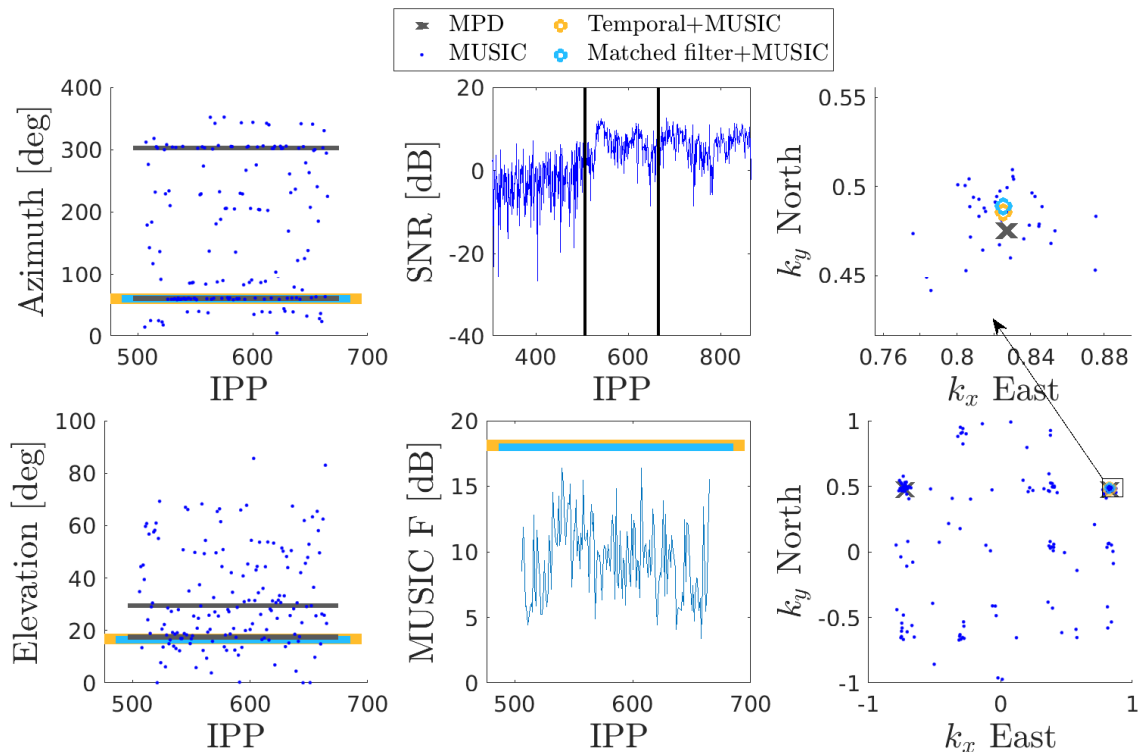 MPD Temporal+MUSIC
MUSIC Matched filter+MUSIC
400
300
200
100
0
Azimuth [deg]
500 600 700
IPP
20
0
-20
-40
SNR [dB]
400 600 800
IPP
0.55
0.5
0.45
k_y North
0.76 0.8 0.84 0.88
k_x East
100
80
60
40
20
0
Elevation [deg]
500 600 700
IPP
20
15
10
5
0
MUSIC F [dB]
500 600 700
IPP
1
0.5
0
-0.5
-1
k_y North
-1 0 1
k_x East